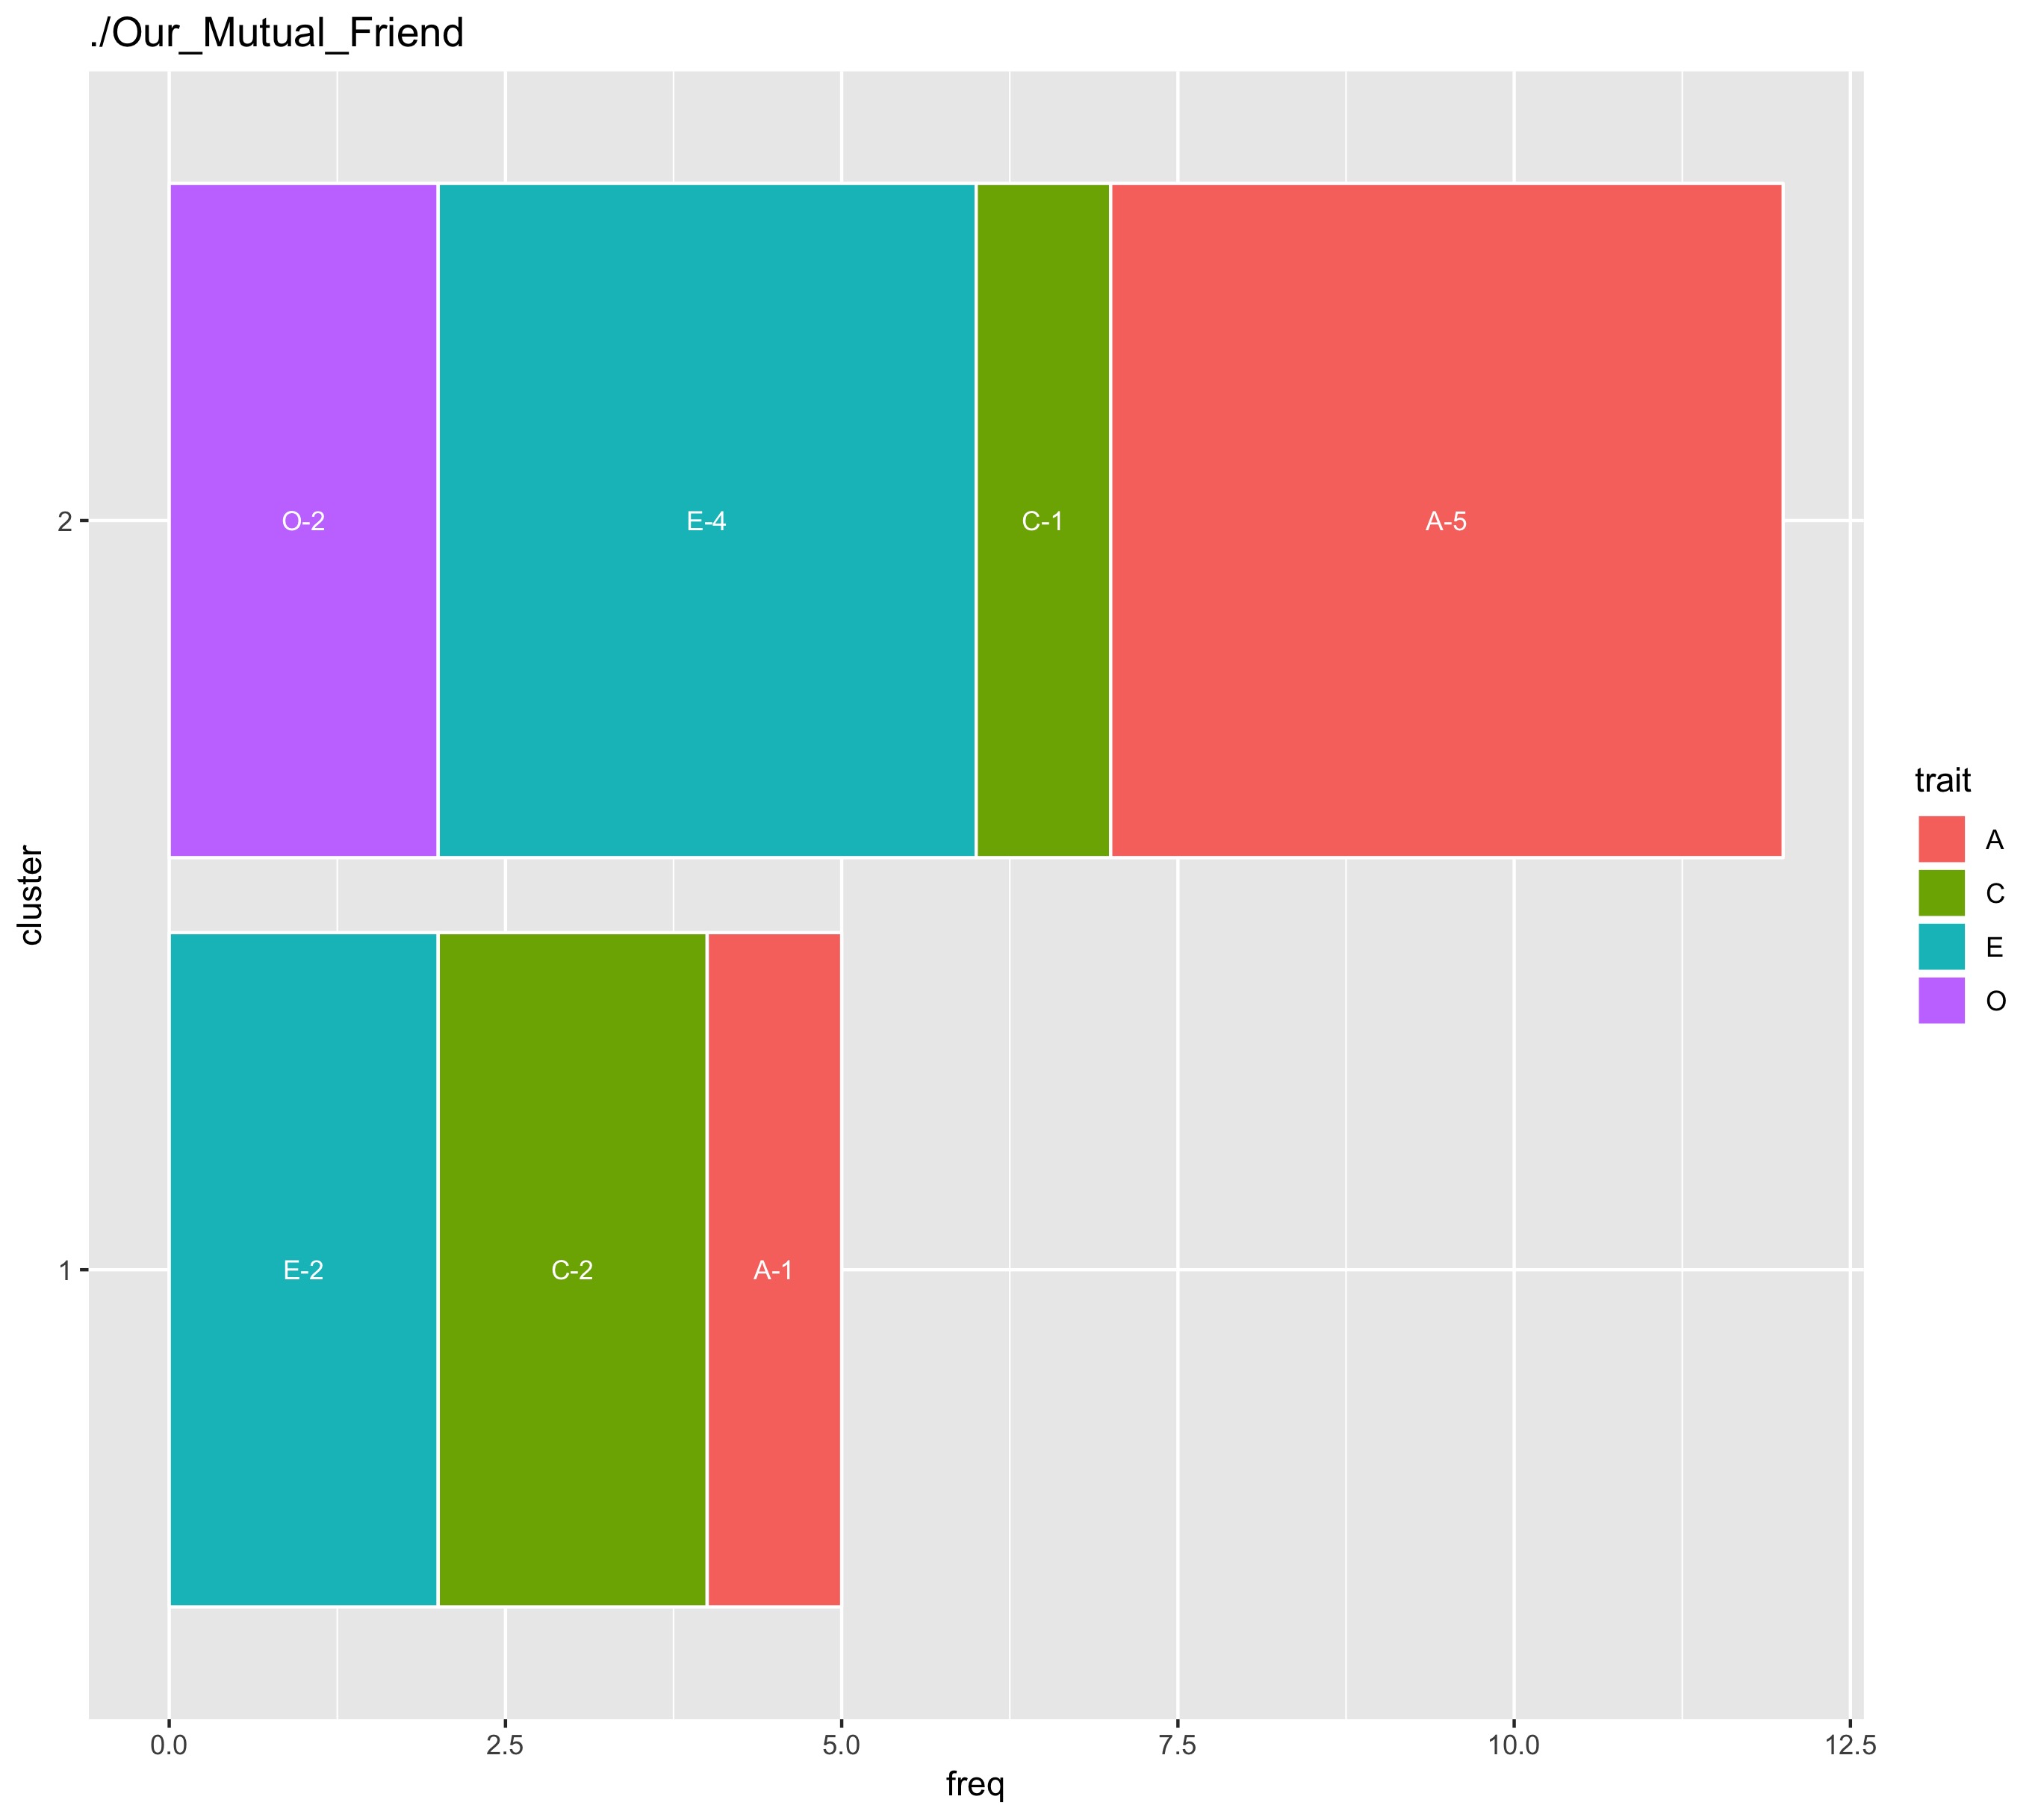 ./Our_Mutual_Friend
2
O-2
E-4
C-1
A-5
cluster
1
E-2
C-2
A-1
trait
A
C
E
O
0.0
2.5
5.0
7.5
10.0
12.5
freq